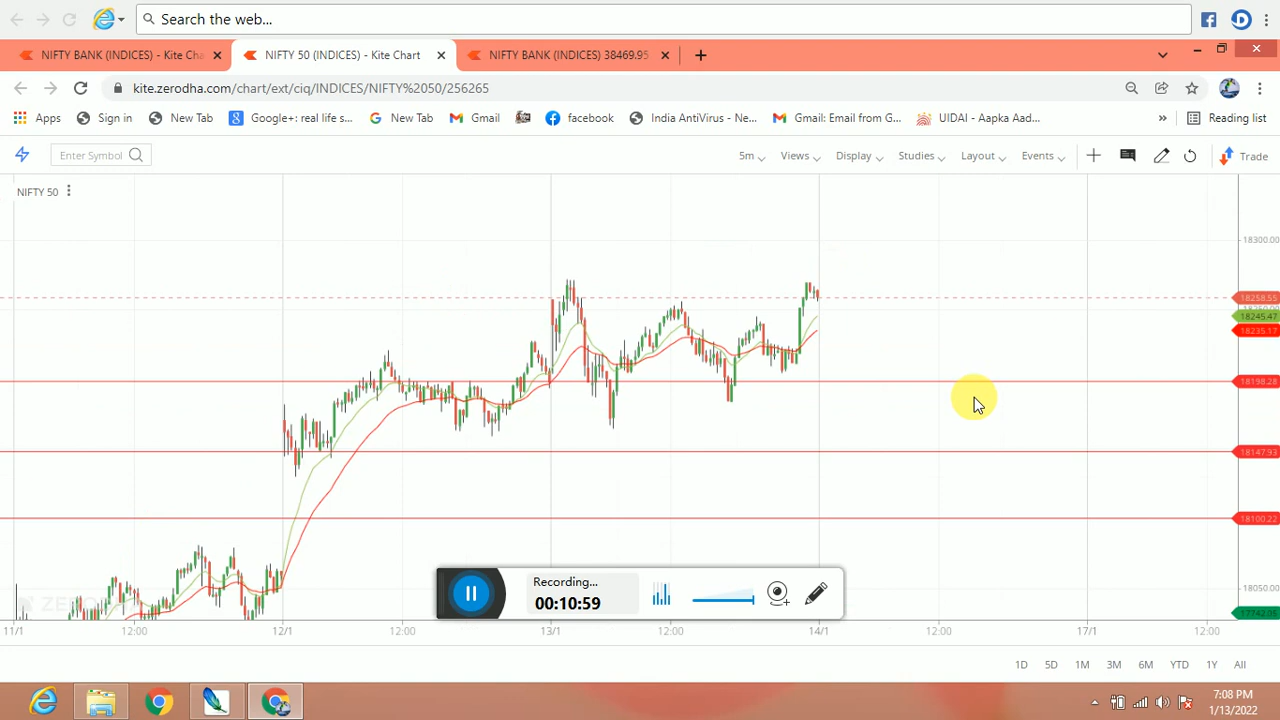 Search the web...
NIFTY BANK (INDICES) - Kite Cha
NIFTY 50 (INDICES) - Kite Chart
NIFTY BANK (INDICES) 38469.95
kite.zerodha.com/chart/ext/ciq/INDICES/NIFTY%2050/256265
Apps
Sign in
New Tab
Google+: real life s...
New Tab
Gmail
facebook
India AntiVirus - Ne...
Gmail: Email from G...
UIDAI - Aapka Aad...
»
Reading list
Enter Symbol
5m
Views
Display
Studies
Layout
Events
Trade
NIFTY 50
18300.00
18258.55
18245.47
18235.17
18198.28
18147.93
18100.22
18050.00
17742.05
Recording...
00:10:59
11/1
12:00
12/1
12:00
13/1
12:00
14/1
12:00
17/1
12:00
1D
5D
1M
3M
6M
YTD
1Y
All
7:08 PM
1/13/2022